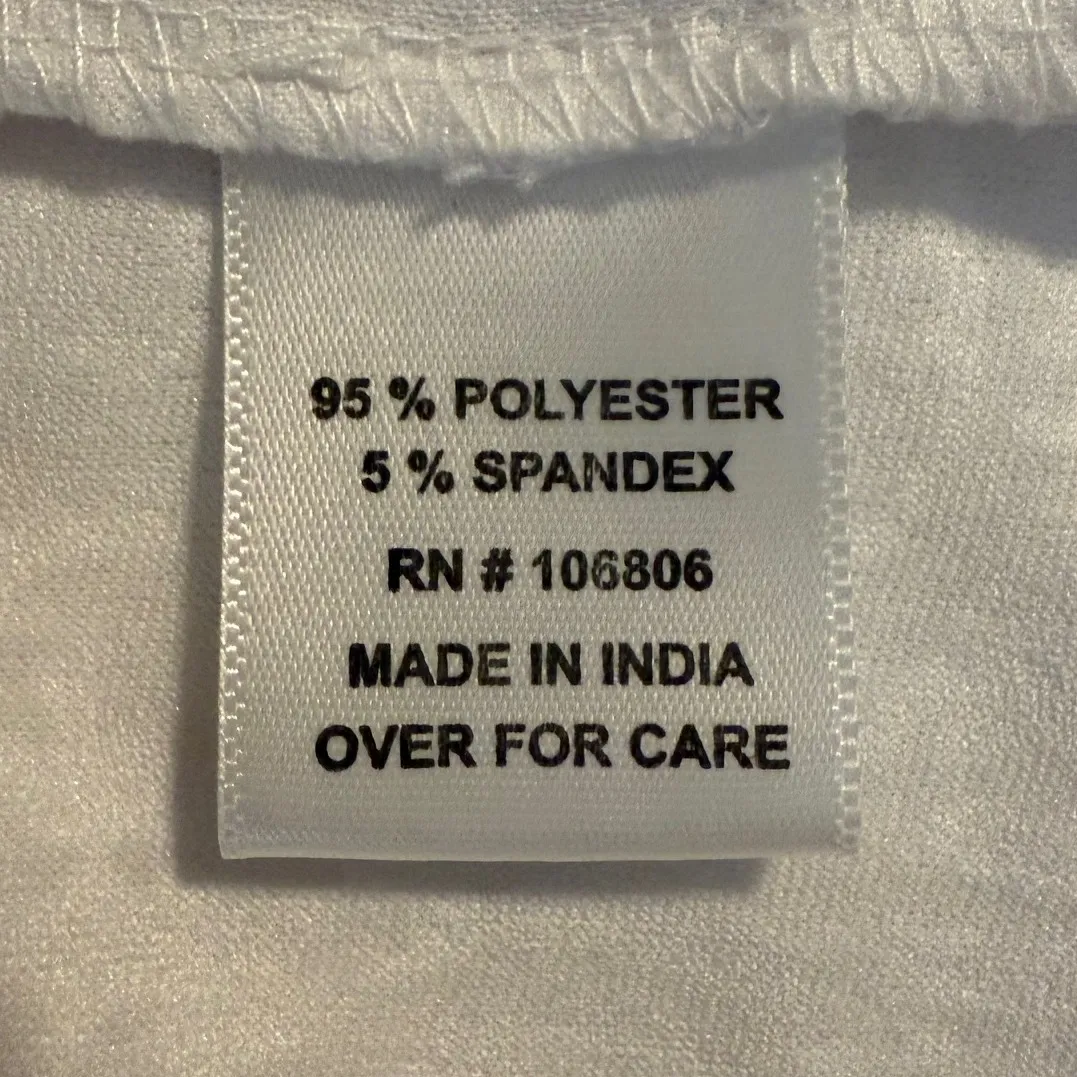 95 % POLYESTER
5 % SPANDEX
RN # 106806
MADE IN INDIA
OVER FOR CARE